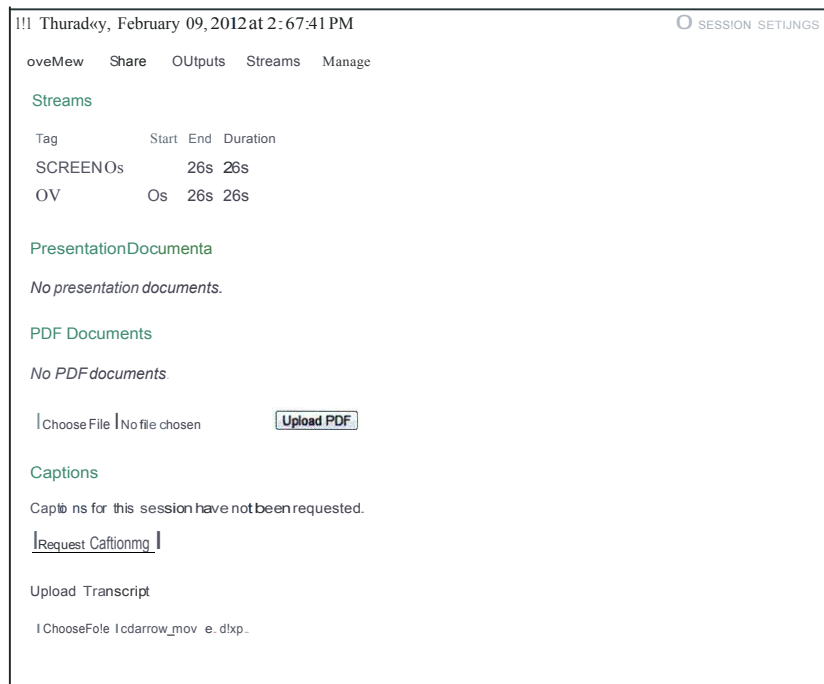 l!l Thurad«y, February 09, 2012 at 2:67:41 PM O SESSION SETIJNGS
oveMew Share OUtputs Streams Manage
Streams
Tag Start End Duration
SCREEN Os 26s 26s
OV Os 26s 26s
Presentation Documenta
No presentation documents.
PDF Documents
No PDF documents.
| Choose File | No file chosen Upload PDF
Captions
Captio ns for this session have not been requested.
| Request Caftionmg |
Upload Transcript
I ChooseFo!e I cdarrow_mov e. d!xp..